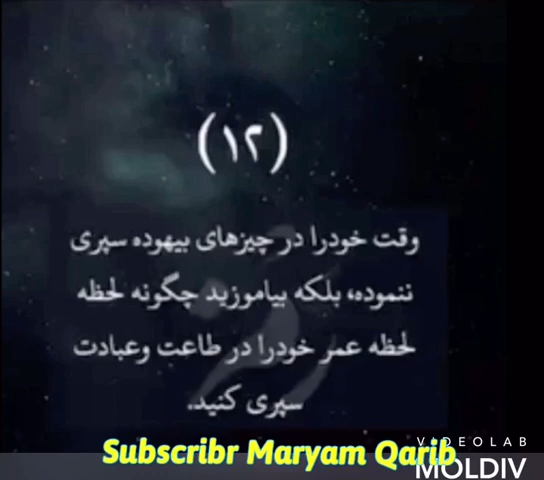 (۱۲)
وقت خودرا در چیزهای بیهوده سپری
ننموده، بلکه بیاموزید چگونه لحظه
لحظه عمر خودرا در طاعت وعبادت
سپری کنید.
Subscribr Maryam Qarib
VIDEOLAB
MOLDIV